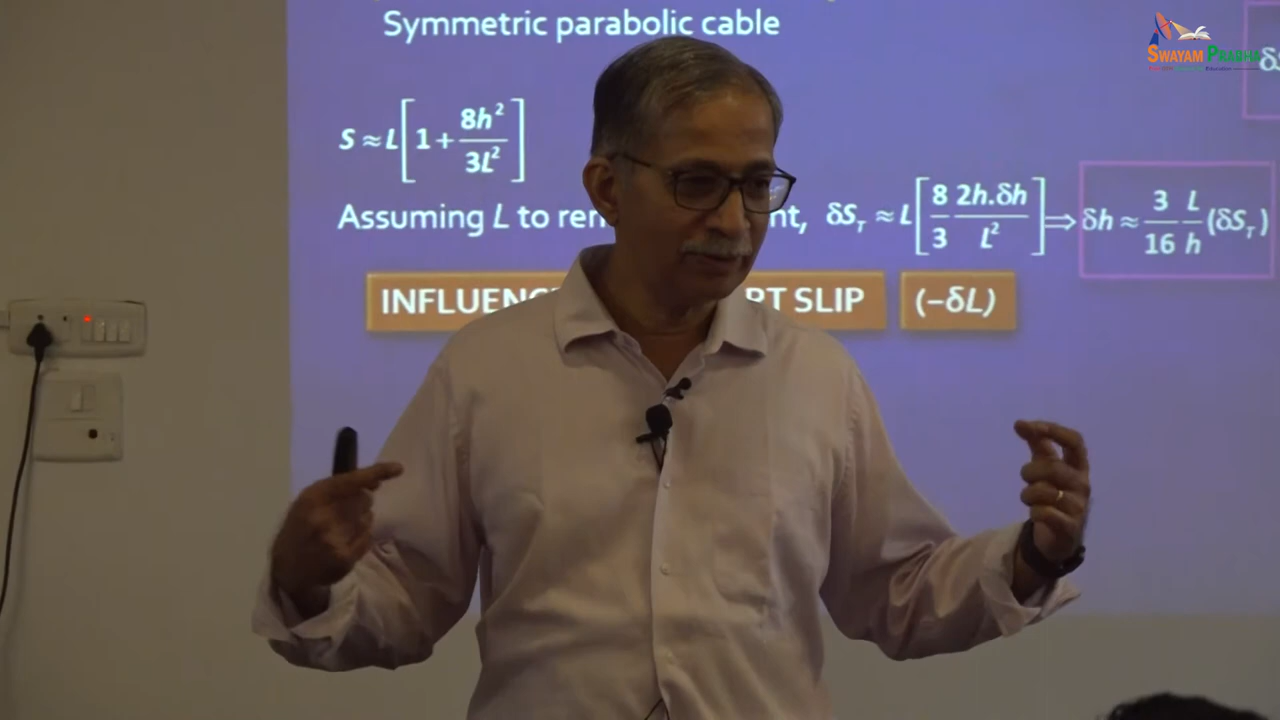 Symmetric parabolic cable
SWAYAM PRABHA
S ≈ L[1 + 8h²/3L²]
Assuming L to ren nt, δS_T ≈ L[8/3 2h.δh/L²] ⇒ δh ≈ 3/16 L/h (δS_T)
INFLUENC RT SLIP (−δL)